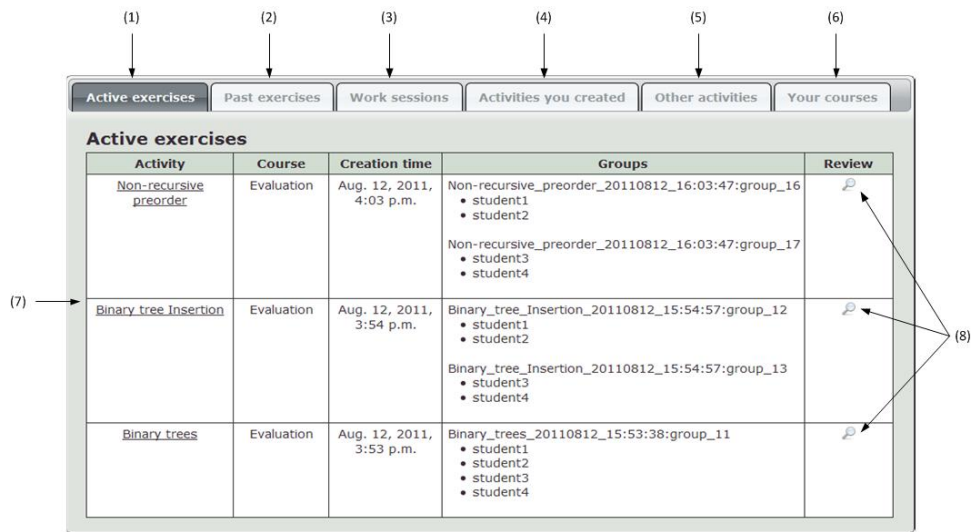 (1) (2) (3) (4) (5) (6)
Active exercises Past exercises Work sessions Activities you created Other activities Your courses
Active exercises
Activity Course Creation time Groups Review
Non-recursive preorder Evaluation Aug. 12, 2011, 4:03 p.m.
Non-recursive_preorder_20110812_16:03:47:group_16
• student1
• student2
Non-recursive_preorder_20110812_16:03:47:group_17
• student3
• student4
(7)
Binary tree Insertion Evaluation Aug. 12, 2011, 3:54 p.m.
Binary_tree_Insertion_20110812_15:54:57:group_12
• student1
• student2
(8)
Binary_tree_Insertion_20110812_15:54:57:group_13
• student3
• student4
Binary trees Evaluation Aug. 12, 2011, 3:53 p.m.
Binary_trees_20110812_15:53:38:group_11
• student1
• student2
• student3
• student4